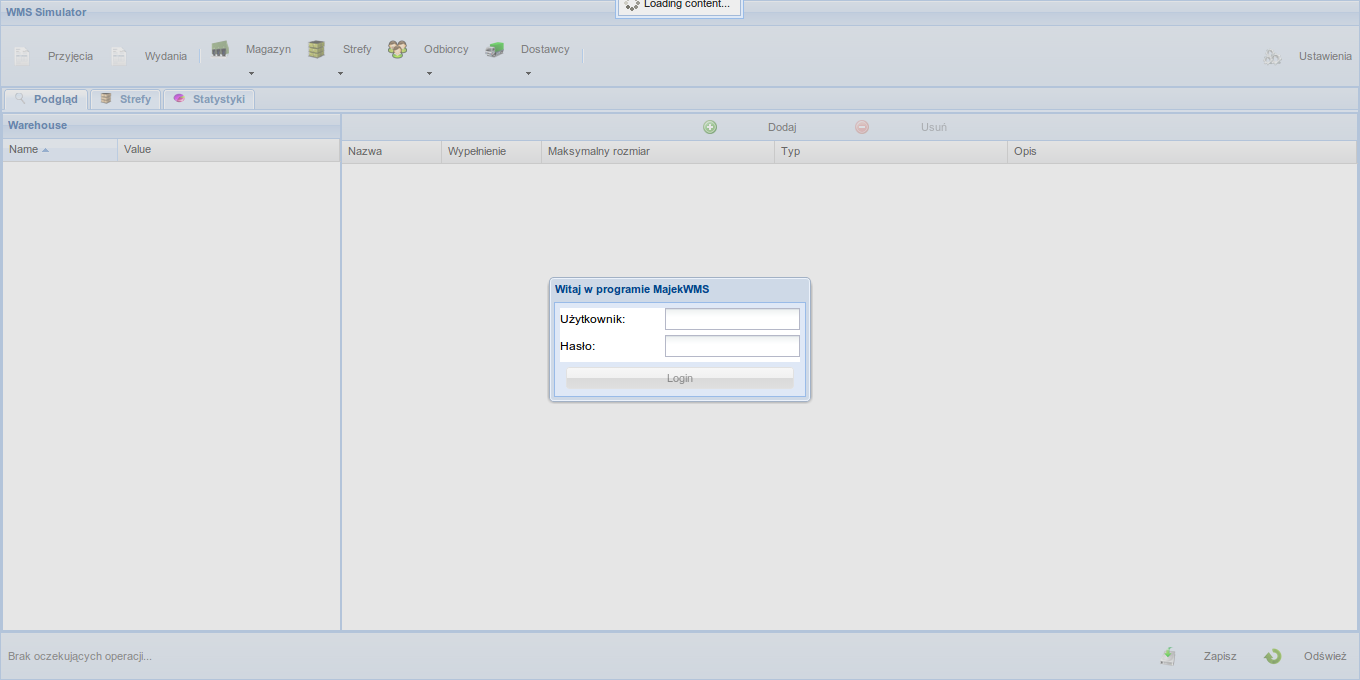 WMS Simulator
Loading content...
Przyjęcia
Wydania
Magazyn
Strefy
Odbiorcy
Dostawcy
Ustawienia
Podgląd
Strefy
Statystyki
Warehouse
Dodaj
Usuń
Name
Value
Nazwa
Wypełnienie
Maksymalny rozmiar
Typ
Opis
Witaj w programie MajekWMS
Użytkownik:
Hasło:
Login
Brak oczekujących operacji...
Zapisz
Odśwież